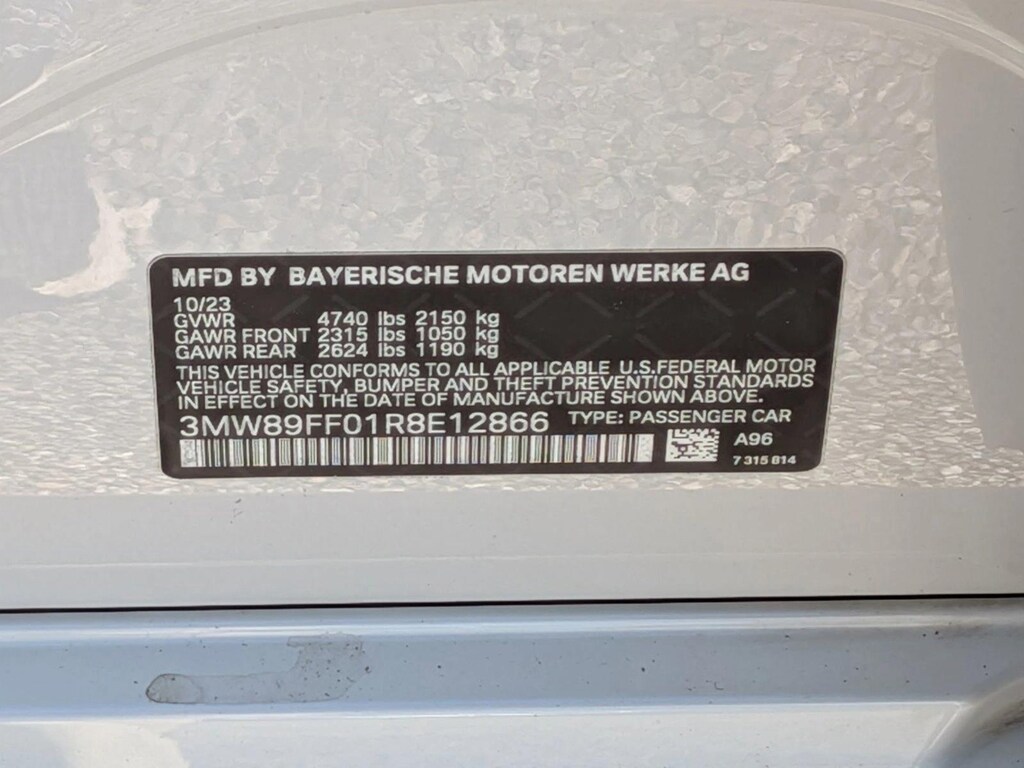 MFD BY BAYERISCHE MOTOREN WERKE AG
10/23
GVWR 4740 lbs 2150 kg
GAWR FRONT 2315 lbs 1050 kg
GAWR REAR 2624 lbs 1190 kg
THIS VEHICLE CONFORMS TO ALL APPLICABLE U.S.FEDERAL MOTOR
VEHICLE SAFETY, BUMPER AND THEFT PREVENTION STANDARDS
IN EFFECT ON THE DATE OF MANUFACTURE SHOWN ABOVE.
3MW89FF01R8E12866 TYPE: PASSENGER CAR
A96
7 315 814